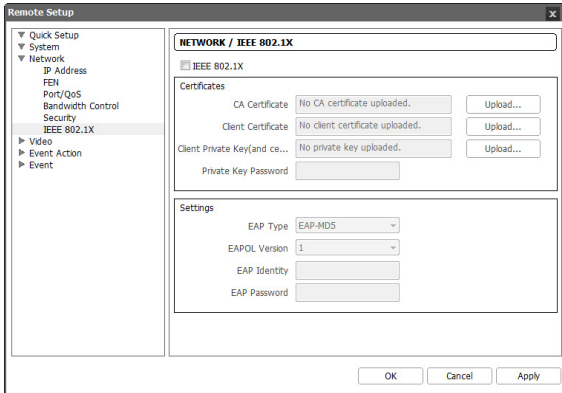 Remote Setup
x
Quick Setup
System
Network
IP Address
FEN
Port/QoS
Bandwidth Control
Security
IEEE 802.1X
Video
Event Action
Event
NETWORK / IEEE 802.1X
IEEE 802.1X
Certificates
CA Certificate No CA certificate uploaded. Upload...
Client Certificate No client certificate uploaded. Upload...
Client Private Key(and ce... No private key uploaded. Upload...
Private Key Password
Settings
EAP Type EAP-MD5
EAPOL Version 1
EAP Identity
EAP Password
OK Cancel Apply